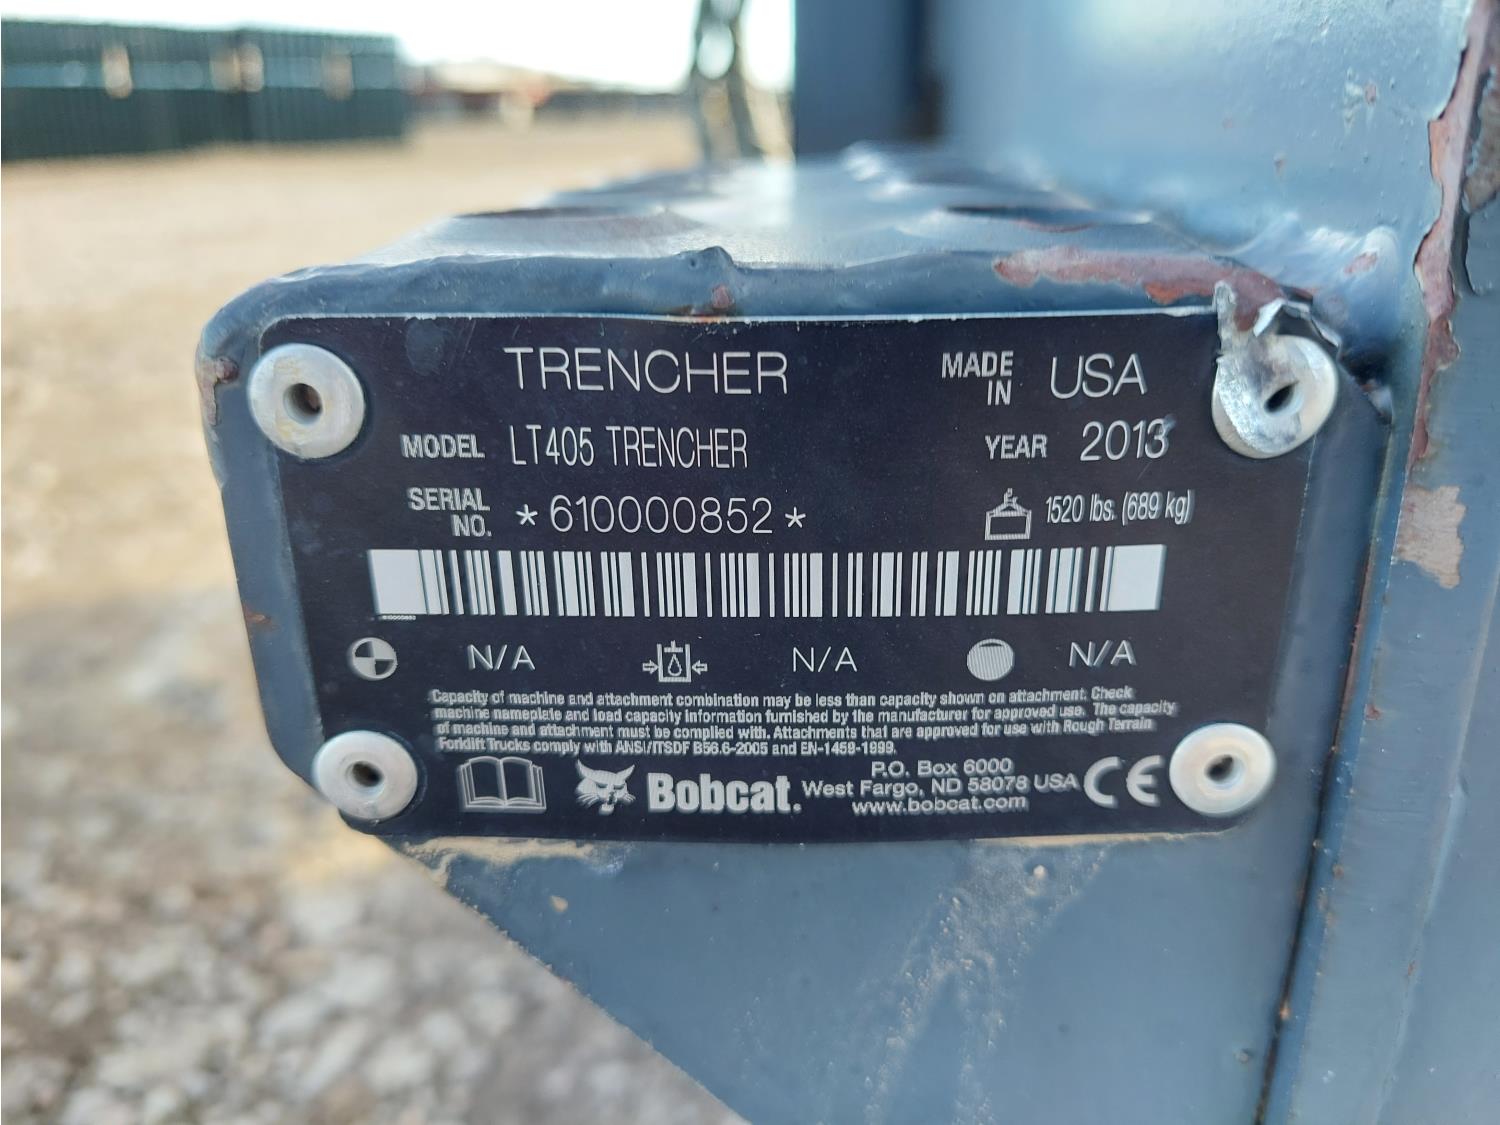 TRENCHER MADE IN USA
MODEL LT405 TRENCHER YEAR 2013
SERIAL NO. *610000852* 1520 lbs. (689 kg)
N/A N/A N/A
Capacity of machine and attachment combination may be less than capacity shown on attachment. Check
machine nameplate and load capacity information furnished by the manufacturer for approved use. The capacity
of machine and attachment must be complied with. Attachments that are approved for use with Rough Terrain
Forklift Trucks comply with ANSI/ITSDF B56.6-2005 and EN-1459-1999.
Bobcat.
P.O. Box 6000
West Fargo, ND 58078 USA
www.bobcat.com
CE